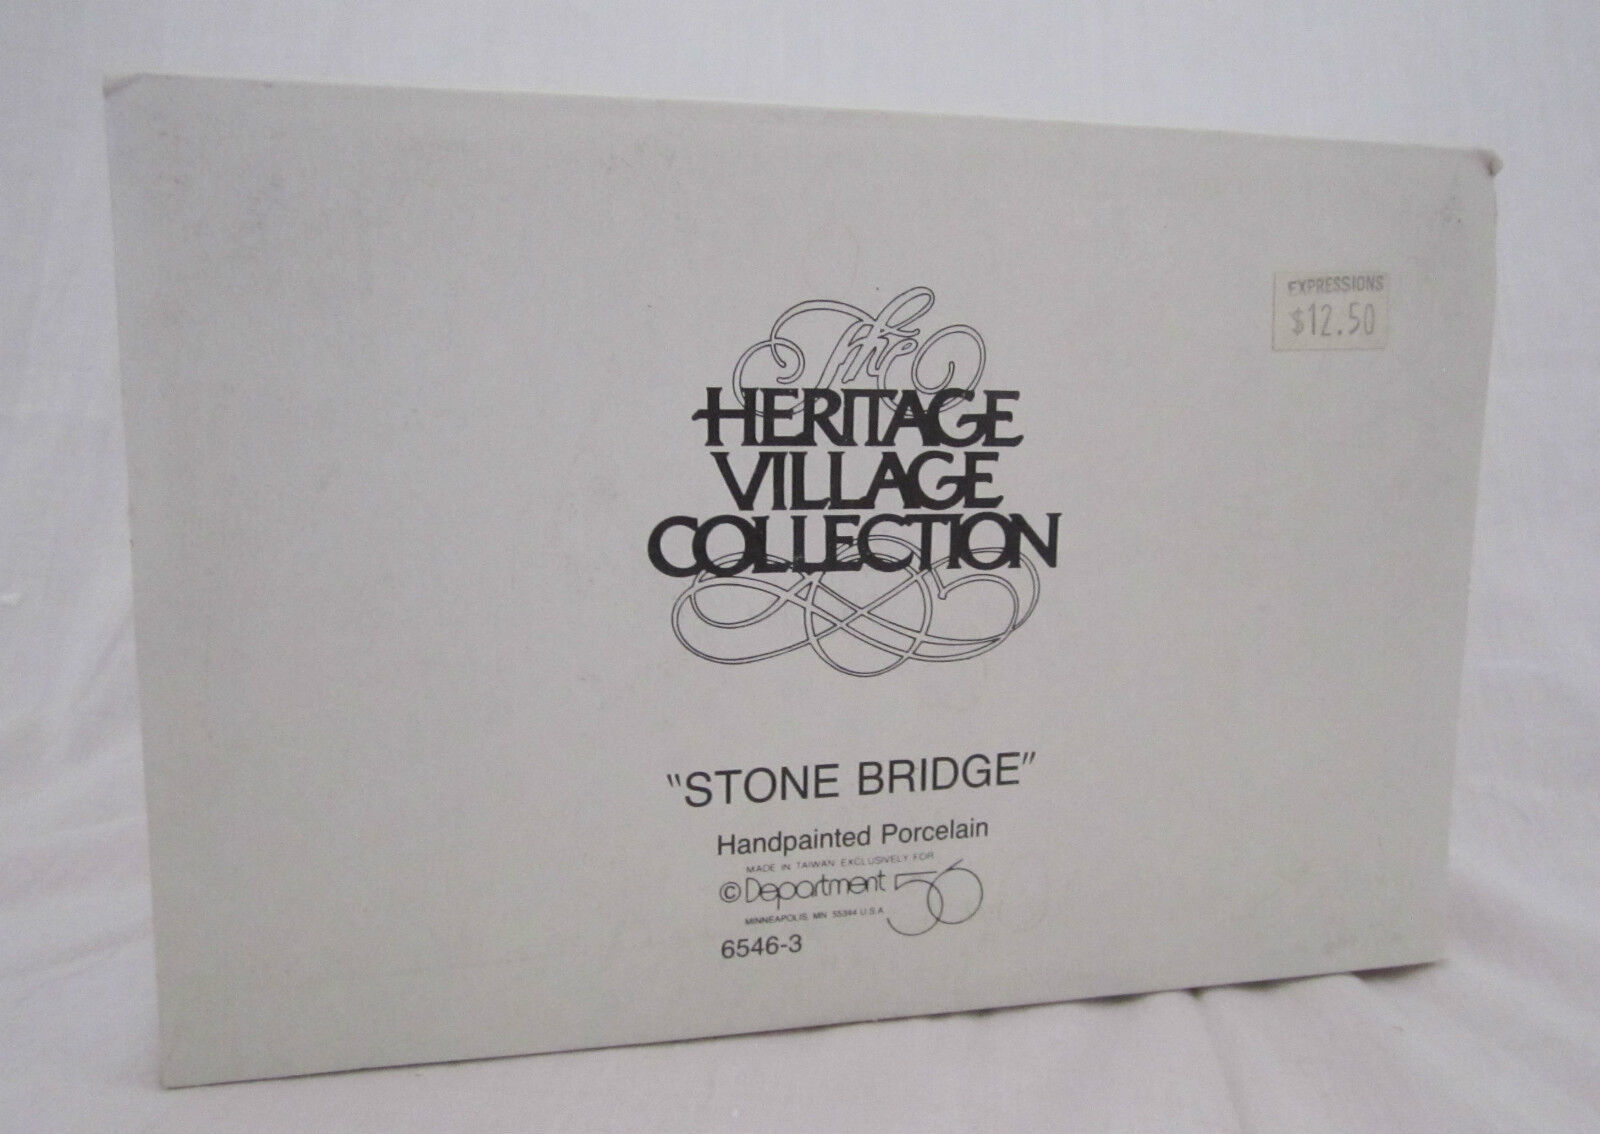 EXPRESSIONS
$12.50
The
HERITAGE
VILLAGE
COLLECTION
"STONE BRIDGE"
Handpainted Porcelain
MADE IN TAIWAN EXCLUSIVELY FOR
© Department 56
MINNEAPOLIS, MN 55344 U.S.A
6546-3